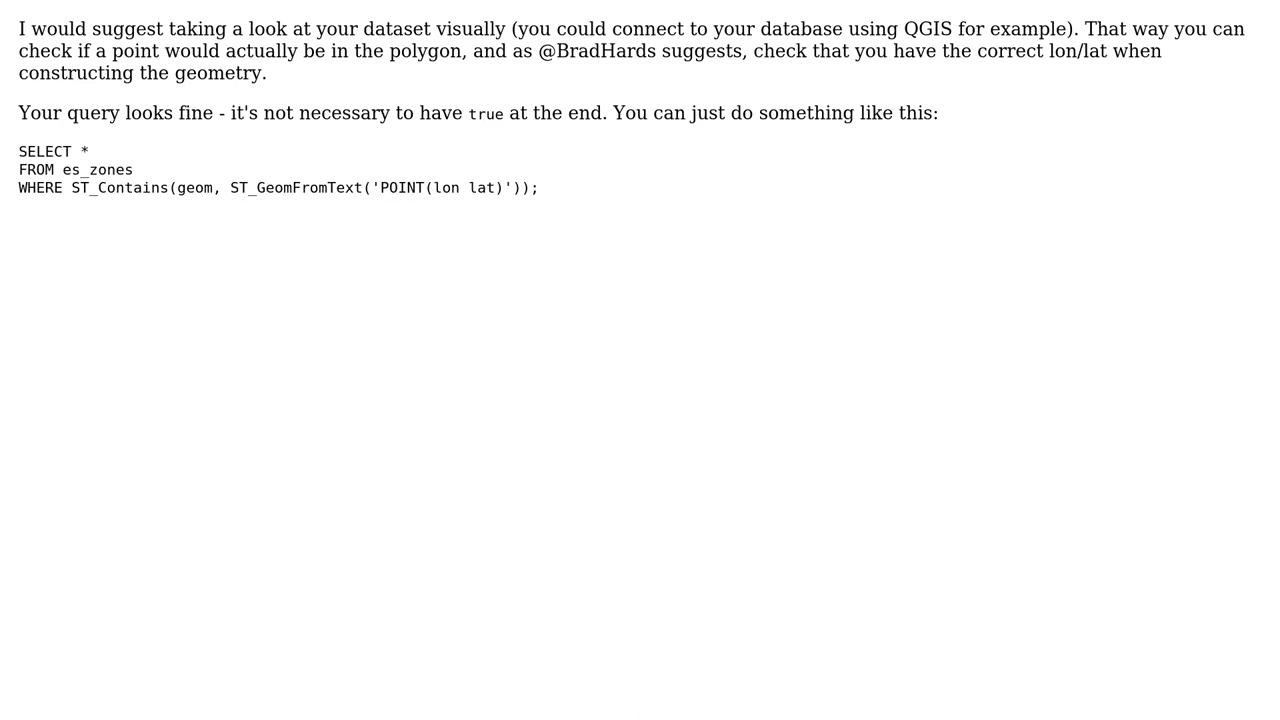 I would suggest taking a look at your dataset visually (you could connect to your database using QGIS for example). That way you can
check if a point would actually be in the polygon, and as @BradHards suggests, check that you have the correct lon/lat when
constructing the geometry.
Your query looks fine - it's not necessary to have true at the end. You can just do something like this:
SELECT *
FROM es_zones
WHERE ST_Contains(geom, ST_GeomFromText('POINT(lon lat)'));